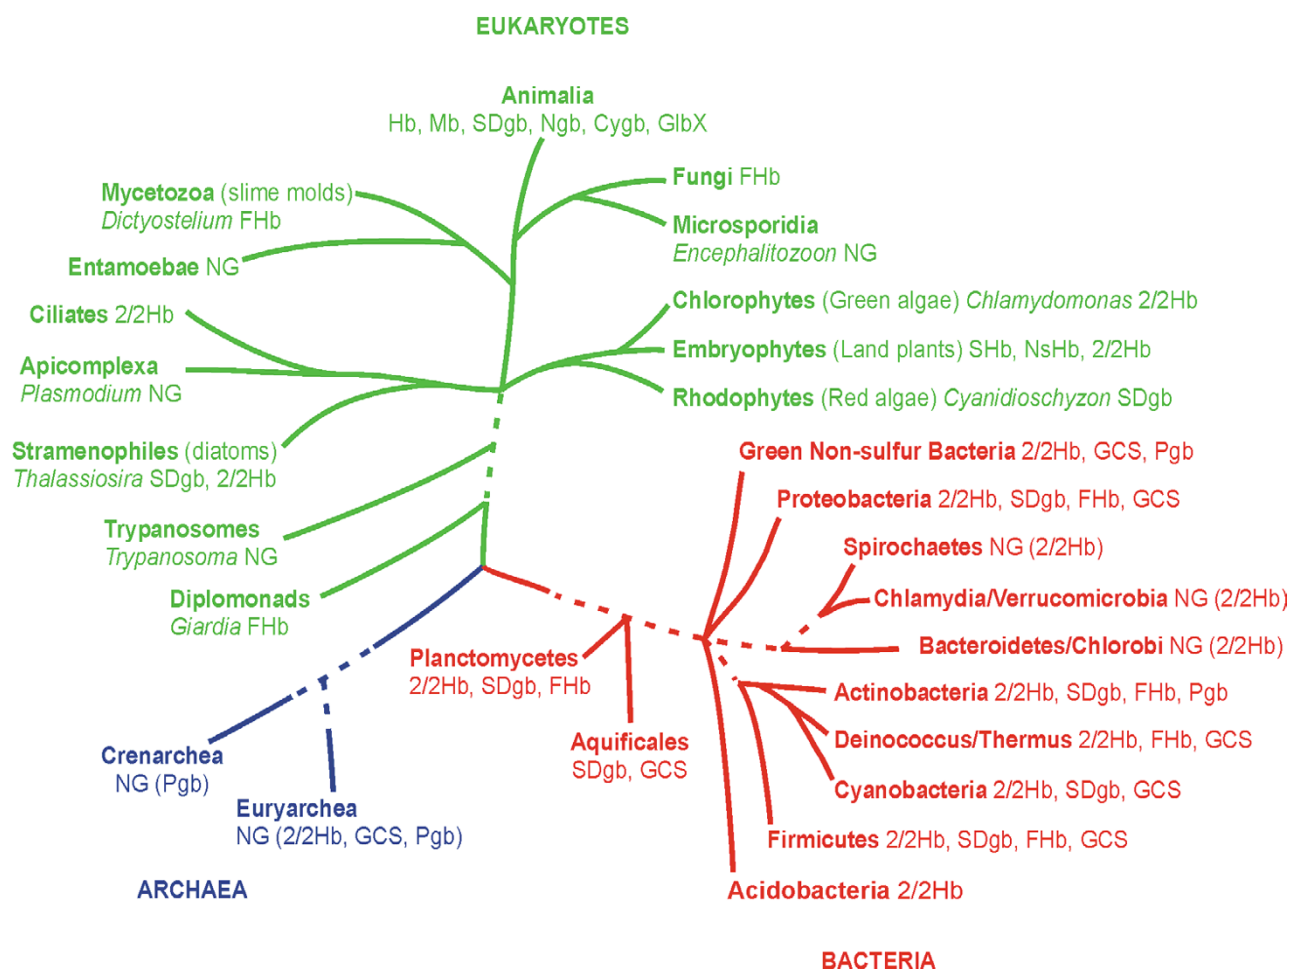 EUKARYOTES
Animalia
Hb, Mb, SDgb, Ngb, Cygb, GlbX
Mycetozoa (slime molds)
Dictyostelium FHb
Entamoebae NG
Ciliates 2/2Hb
Apicomplexa
Plasmodium NG
Stramenophiles (diatoms)
Thalassiosira SDgb, 2/2Hb
Trypanosomes
Trypanosoma NG
Diplomonads
Giardia FHb
Fungi FHb
Microsporidia
Encephalitozoon NG
Chlorophytes (Green algae) Chlamydomonas 2/2Hb
Embryophytes (Land plants) SHb, NsHb, 2/2Hb
Rhodophytes (Red algae) Cyanidioschyzon SDgb
Green Non-sulfur Bacteria 2/2Hb, GCS, Pgb
Proteobacteria 2/2Hb, SDgb, FHb, GCS
Spirochaetes NG (2/2Hb)
Chlamydia/Verrucomicrobia NG (2/2Hb)
Bacteroidetes/Chlorobi NG (2/2Hb)
Actinobacteria 2/2Hb, SDgb, FHb, Pgb
Deinococcus/Thermus 2/2Hb, FHb, GCS
Cyanobacteria 2/2Hb, SDgb, GCS
Firmicutes 2/2Hb, SDgb, FHb, GCS
Acidobacteria 2/2Hb
Planctomycetes
2/2Hb, SDgb, FHb
Aquificales
SDgb, GCS
Crenarchea
NG (Pgb)
Euryarchea
NG (2/2Hb, GCS, Pgb)
ARCHAEA
BACTERIA